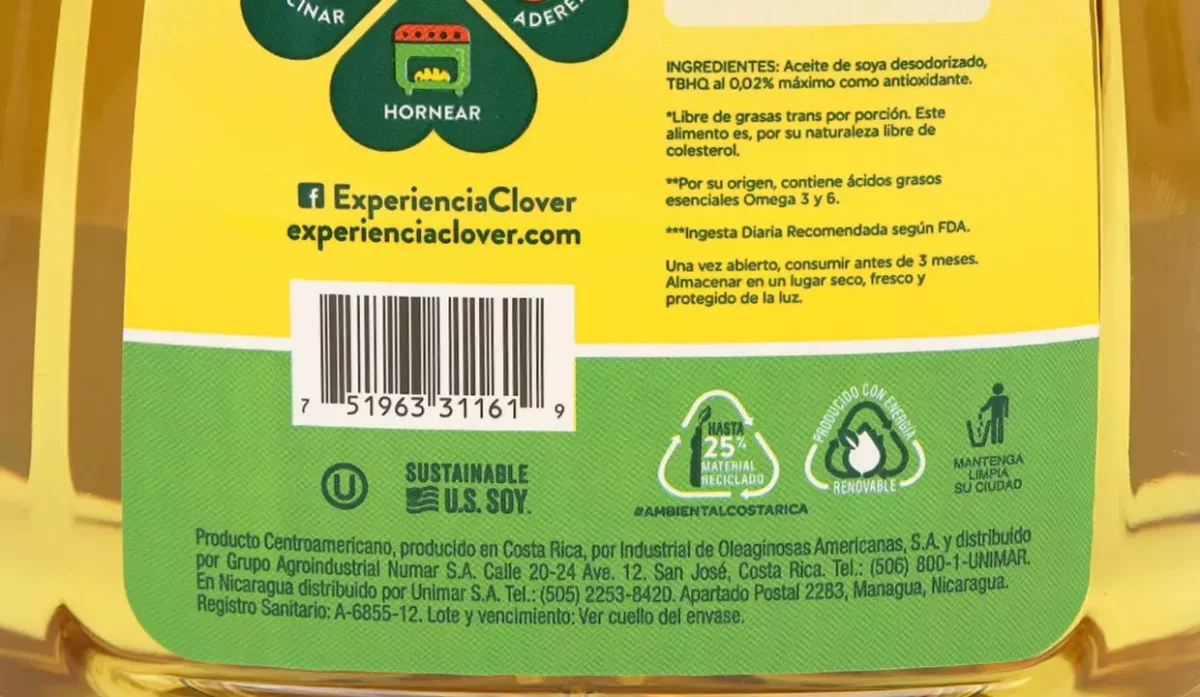 CINAR
HORNEAR
ExperienciaClover
experienciaclover.com
INGREDIENTES: Aceite de soya desodorizado,
TBHQ al 0,02% máximo como antioxidante.
*Libre de grasas trans por porción. Este
alimento es, por su naturaleza libre de
colesterol.
**Por su origen, contiene ácidos grasos
esenciales Omega 3 y 6.
***Ingesta Diaria Recomendada según FDA.
Una vez abierto, consumir antes de 3 meses.
Almacenar en un lugar seco, fresco y
protegido de la luz.
7 51963 31161 9
U
SUSTAINABLE
U.S. SOY.
HASTA
25%
MATERIAL
RECICLADO
#AMBIENTALCOSTARICA
PRODUCIDO CON ENERGÍA
RENOVABLE
MANTENGA
LIMPIA
SU CIUDAD
Producto Centroamericano, producido en Costa Rica, por Industrial de Oleaginosas Americanas, S.A. y distribuido
por Grupo Agroindustrial Numar S.A. Calle 20-24 Ave. 12. San José, Costa Rica. Tel.: (506) 800-1-UNIMAR.
En Nicaragua distribuido por Unimar S.A. Tel.: (505) 2253-8420. Apartado Postal 2283, Managua, Nicaragua.
Registro Sanitario: A-6855-12. Lote y vencimiento: Ver cuello del envase.